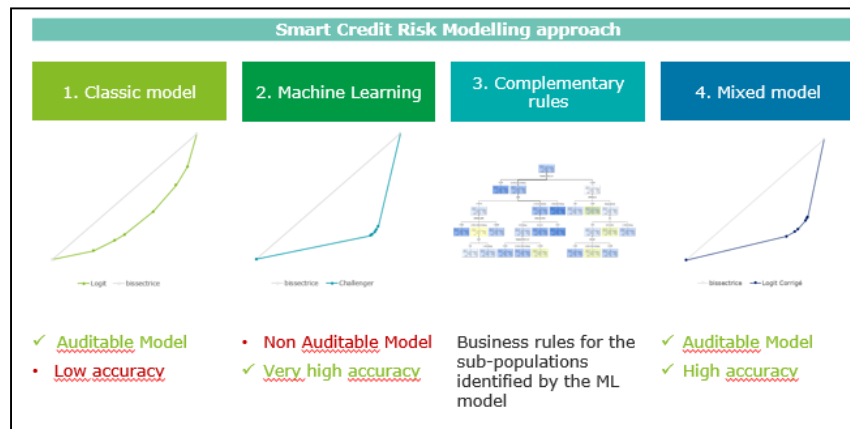 Smart Credit Risk Modelling approach
1. Classic model
2. Machine Learning
3. Complementary
rules
4. Mixed model
Logit
bissectrice
bissectrice
Challenger
bissectrice
Logit Corrigé
✓ Auditable Model
• Low accuracy
• Non Auditable Model
✓ Very high accuracy
Business rules for the
sub-populations
identified by the ML
model
✓ Auditable Model
✓ High accuracy